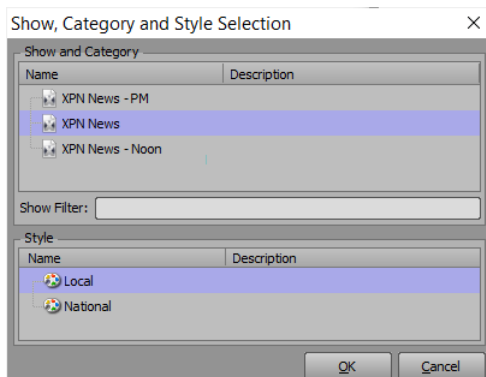 Show, Category and Style Selection
Show and Category
Name Description
XPN News - PM
XPN News
XPN News - Noon
Show Filter:
Style
Name Description
Local
National
OK Cancel